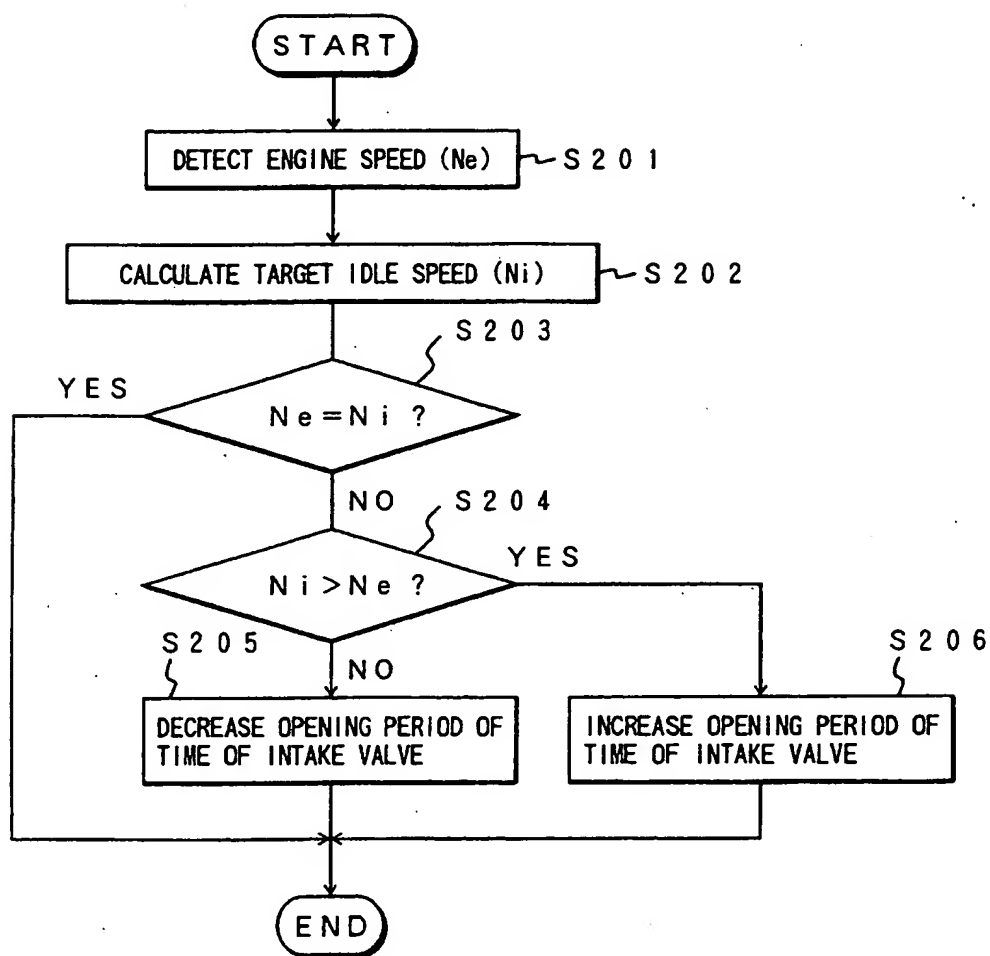 START
DETECT ENGINE SPEED (Ne)
S201
CALCULATE TARGET IDLE SPEED (Ni)
S202
S203
YES
Ne=Ni ?
NO
S204
YES
Ni>Ne ?
S205
NO
S206
DECREASE OPENING PERIOD OF
TIME OF INTAKE VALVE
INCREASE OPENING PERIOD OF
TIME OF INTAKE VALVE
END